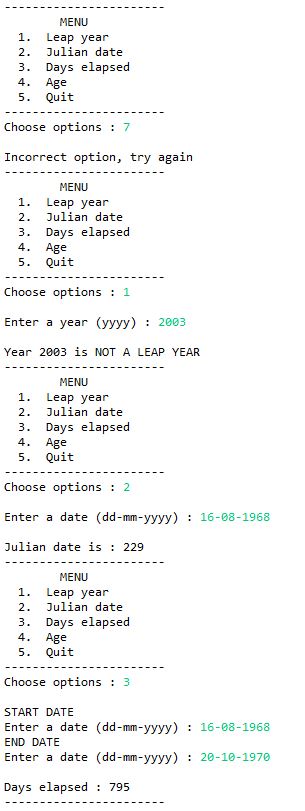 -----------------------
MENU
1. Leap year
2. Julian date
3. Days elapsed
4. Age
5. Quit
-----------------------
Choose options : 7
Incorrect option, try again
-----------------------
MENU
1. Leap year
2. Julian date
3. Days elapsed
4. Age
5. Quit
-----------------------
Choose options : 1
Enter a year (yyyy) : 2003
Year 2003 is NOT A LEAP YEAR
-----------------------
MENU
1. Leap year
2. Julian date
3. Days elapsed
4. Age
5. Quit
-----------------------
Choose options : 2
Enter a date (dd-mm-yyyy) : 16-08-1968
Julian date is : 229
-----------------------
MENU
1. Leap year
2. Julian date
3. Days elapsed
4. Age
5. Quit
-----------------------
Choose options : 3
START DATE
Enter a date (dd-mm-yyyy) : 16-08-1968
END DATE
Enter a date (dd-mm-yyyy) : 20-10-1970
Days elapsed : 795
-----------------------